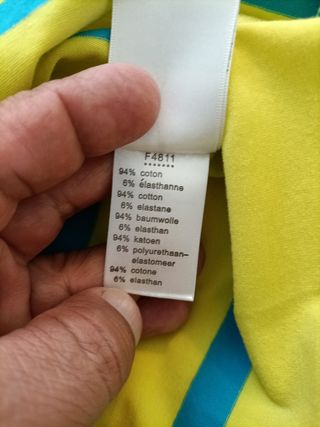 F4811
*******
94% coton
6% élasthanne
94% cotton
6% elastane
94% baumwolle
6% elasthan
94% katoen
6% polyurethaan-
elastomeer
94% cotone
6% elasthan